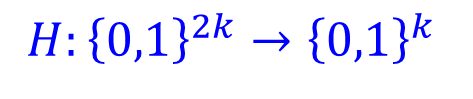 H: {0,1}²ᵏ → {0,1}ᵏ